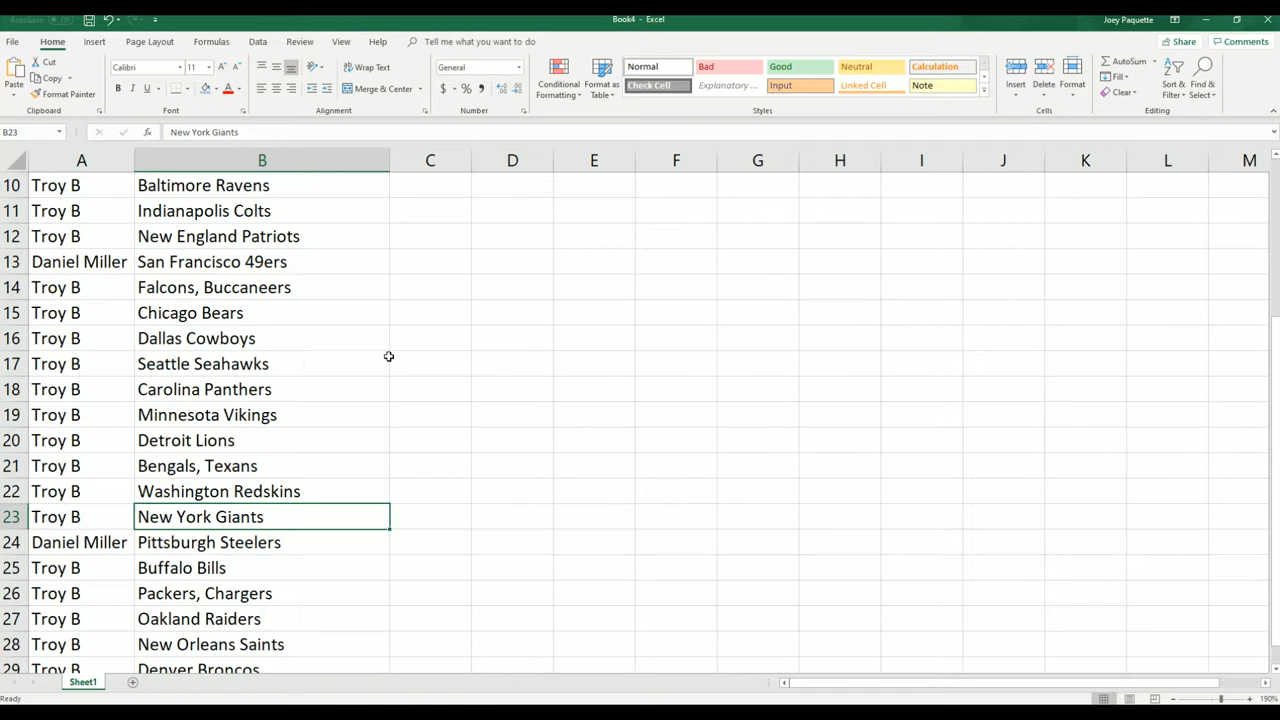 AutoSave Off Book4 - Excel Joey Paquette
File Home Insert Page Layout Formulas Data Review View Help Tell me what you want to do Share Comments
Paste Cut Copy Format Painter Clipboard
Calibri 11 B I U A Font
Wrap Text Merge & Center Alignment
General $ % Number
Conditional Formatting Format as Table
Normal Bad Good Neutral Calculation
Check Cell Explanatory ... Input Linked Cell Note
Styles
Insert Delete Format Cells
AutoSum Fill Clear Sort & Filter Find & Select Editing
B23 fx New York Giants
A B C D E F G H I J K L M
10 Troy B Baltimore Ravens
11 Troy B Indianapolis Colts
12 Troy B New England Patriots
13 Daniel Miller San Francisco 49ers
14 Troy B Falcons, Buccaneers
15 Troy B Chicago Bears
16 Troy B Dallas Cowboys
17 Troy B Seattle Seahawks
18 Troy B Carolina Panthers
19 Troy B Minnesota Vikings
20 Troy B Detroit Lions
21 Troy B Bengals, Texans
22 Troy B Washington Redskins
23 Troy B New York Giants
24 Daniel Miller Pittsburgh Steelers
25 Troy B Buffalo Bills
26 Troy B Packers, Chargers
27 Troy B Oakland Raiders
28 Troy B New Orleans Saints
29 Troy B Denver Broncos
Sheet1
Ready 190%